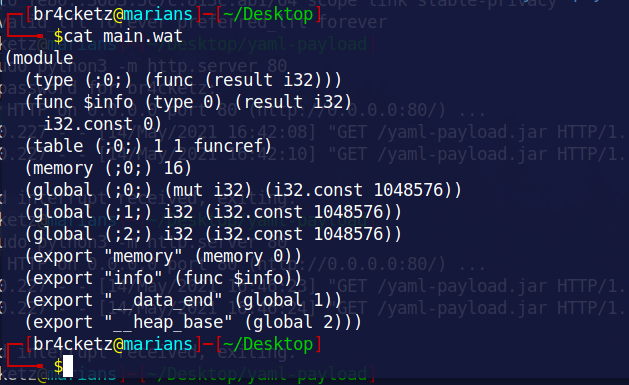 [br4cketz@marians]-[~/Desktop]
$cat main.wat
(module
(type (;0;) (func (result i32)))
(func $info (type 0) (result i32)
i32.const 0)
(table (;0;) 1 1 funcref)
(memory (;0;) 16)
(global (;0;) (mut i32) (i32.const 1048576))
(global (;1;) i32 (i32.const 1048576))
(global (;2;) i32 (i32.const 1048576))
(export "memory" (memory 0))
(export "info" (func $info))
(export "__data_end" (global 1))
(export "__heap_base" (global 2)))
[br4cketz@marians]-[~/Desktop]
$